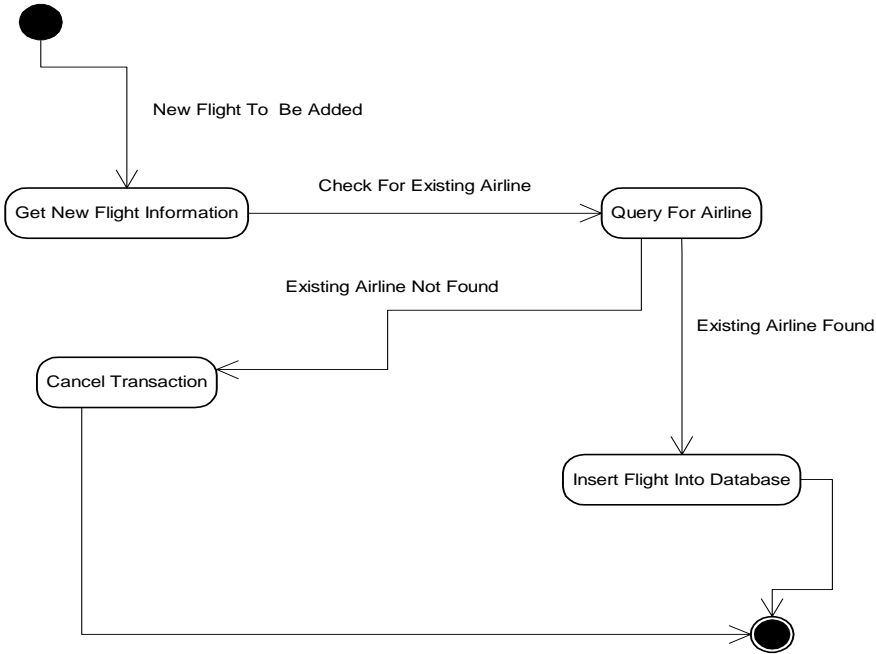 New Flight To  Be Added
Check For Existing Airline
Get New Flight Information
Query For Airline
Existing Airline Not Found
Existing Airline Found
Cancel Transaction
Insert Flight Into Database